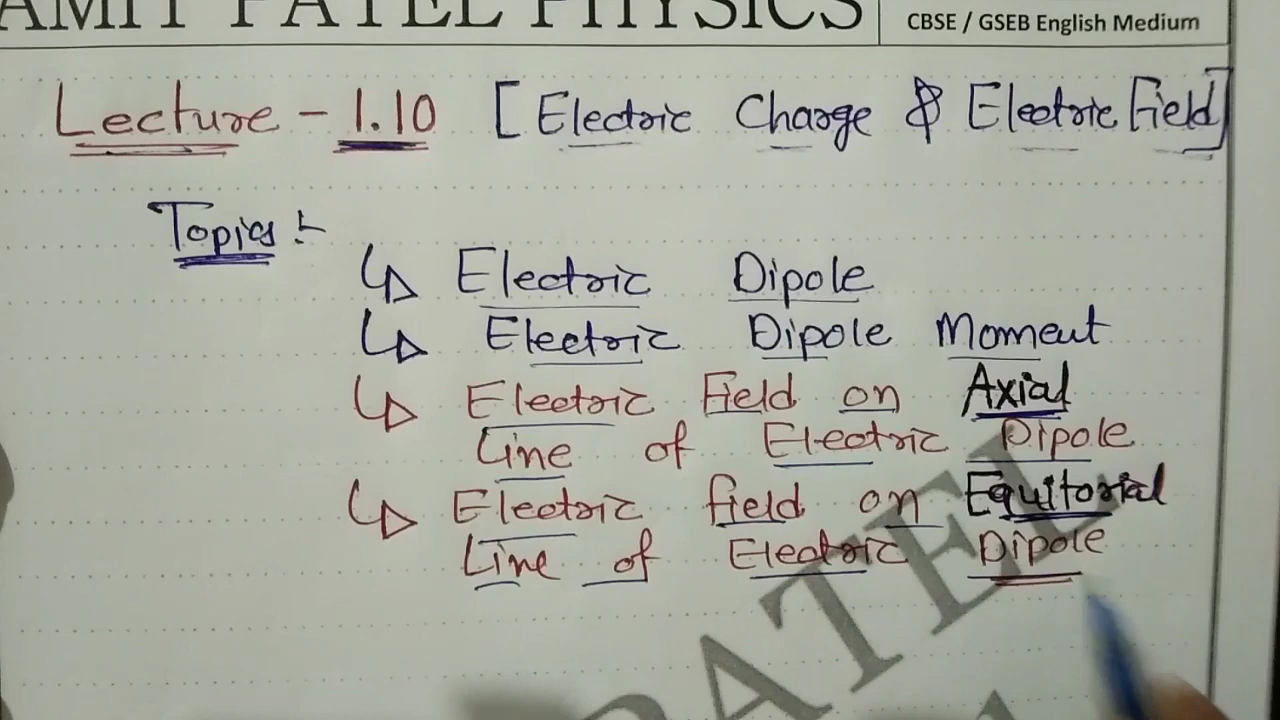 AMIT PATEL PHYSICS
CBSE / GSEB English Medium
Lecture - 1.10 [Electric Charge & Electric Field]
Topics :-
Electric Dipole
Electric Dipole Moment
Electric Field on Axial
Line of Electric Dipole
Electric field on Equitorial
Line of Electric Dipole
PATEL